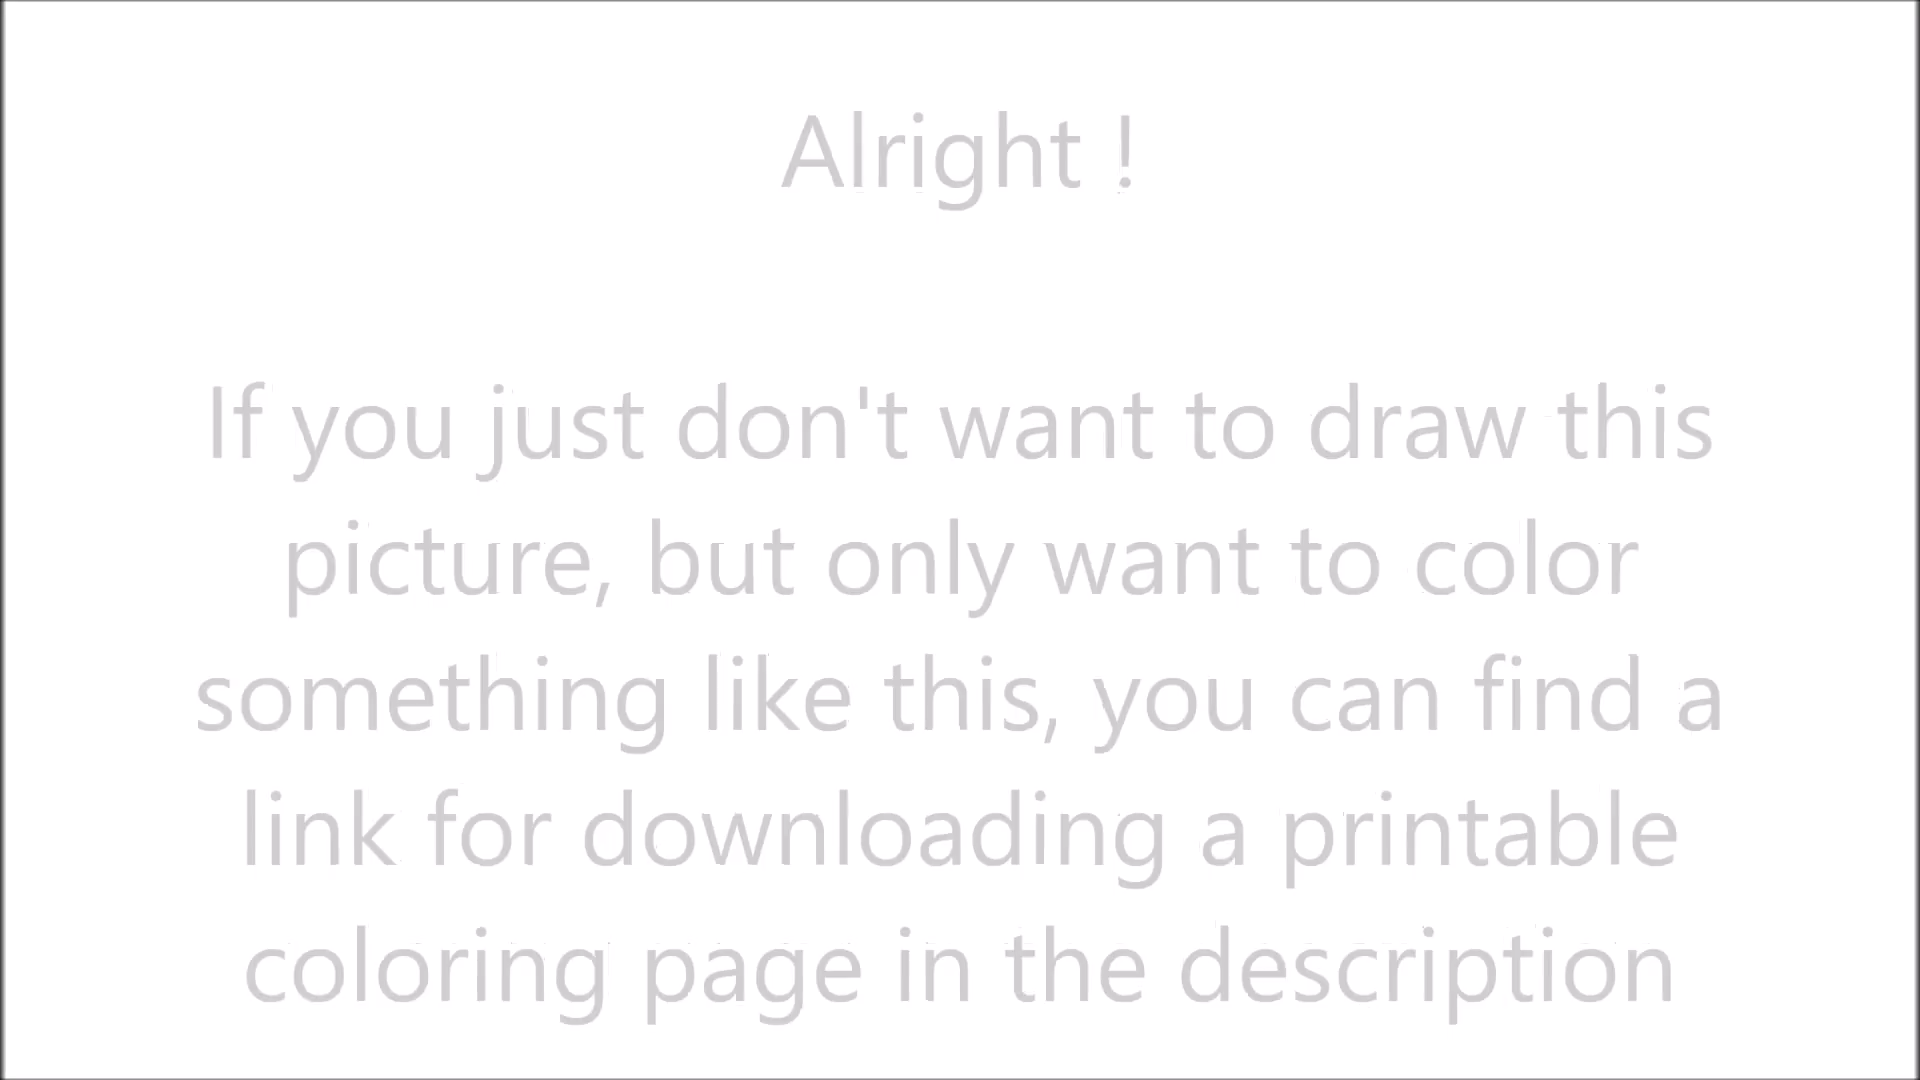 Alright !
If you just don't want to draw this
picture, but only want to color
something like this, you can find a
link for downloading a printable
coloring page in the description